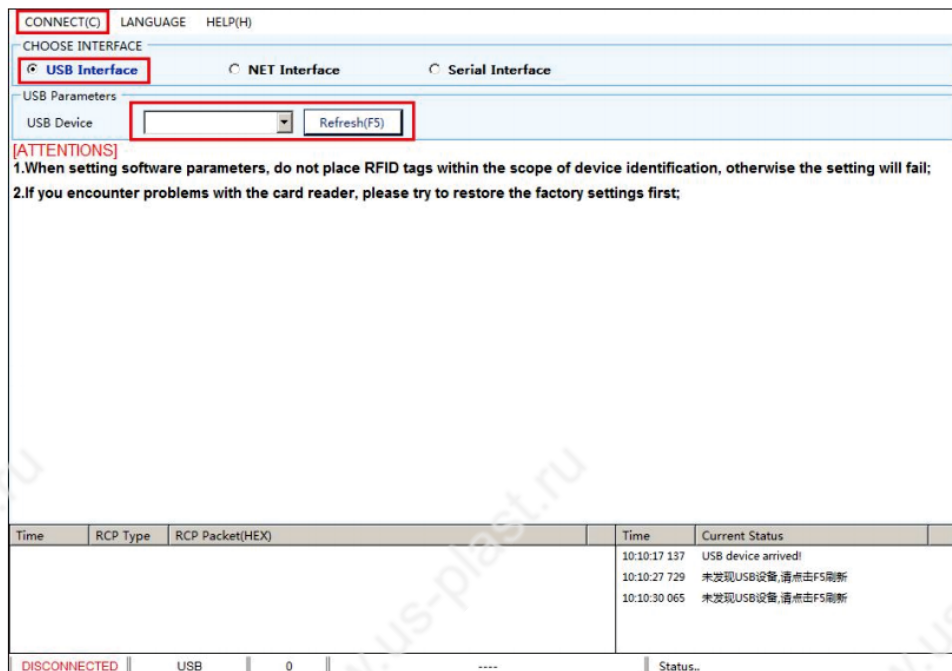 CONNECT(C) LANGUAGE HELP(H)
CHOOSE INTERFACE
USB Interface NET Interface Serial Interface
USB Parameters
USB Device Refresh(F5)
[ATTENTIONS]
1.When setting software parameters, do not place RFID tags within the scope of device identification, otherwise the setting will fail;
2.If you encounter problems with the card reader, please try to restore the factory settings first;
Time RCP Type RCP Packet(HEX) Time Current Status
10:10:17 137 USB device arrived!
10:10:27 729 未发现USB设备,请点击F5刷新
10:10:30 065 未发现USB设备,请点击F5刷新
DISCONNECTED USB 0 ---- Status..
.ru
w.us-plast.ru